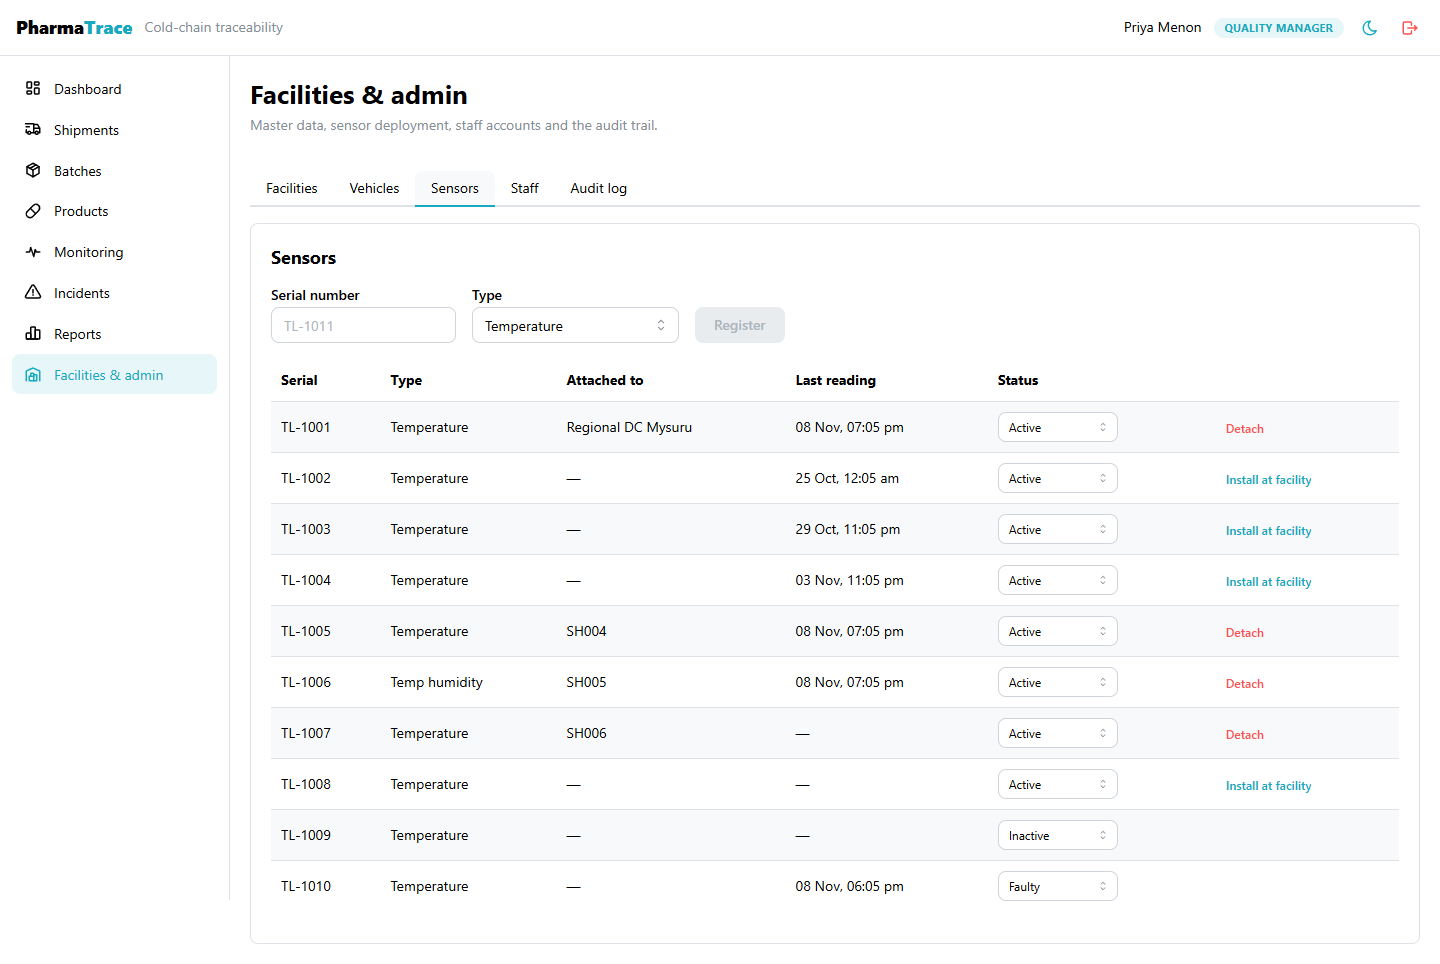 PharmaTrace Cold-chain traceability Priya Menon QUALITY MANAGER
Dashboard
Shipments
Batches
Products
Monitoring
Incidents
Reports
Facilities & admin
Facilities & admin
Master data, sensor deployment, staff accounts and the audit trail.
Facilities Vehicles Sensors Staff Audit log
Sensors
Serial number Type
TL-1011 Temperature Register
Serial Type Attached to Last reading Status
TL-1001 Temperature Regional DC Mysuru 08 Nov, 07:05 pm Active Detach
TL-1002 Temperature — 25 Oct, 12:05 am Active Install at facility
TL-1003 Temperature — 29 Oct, 11:05 pm Active Install at facility
TL-1004 Temperature — 03 Nov, 11:05 pm Active Install at facility
TL-1005 Temperature SH004 08 Nov, 07:05 pm Active Detach
TL-1006 Temp humidity SH005 08 Nov, 07:05 pm Active Detach
TL-1007 Temperature SH006 — Active Detach
TL-1008 Temperature — — Active Install at facility
TL-1009 Temperature — — Inactive
TL-1010 Temperature — 08 Nov, 06:05 pm Faulty